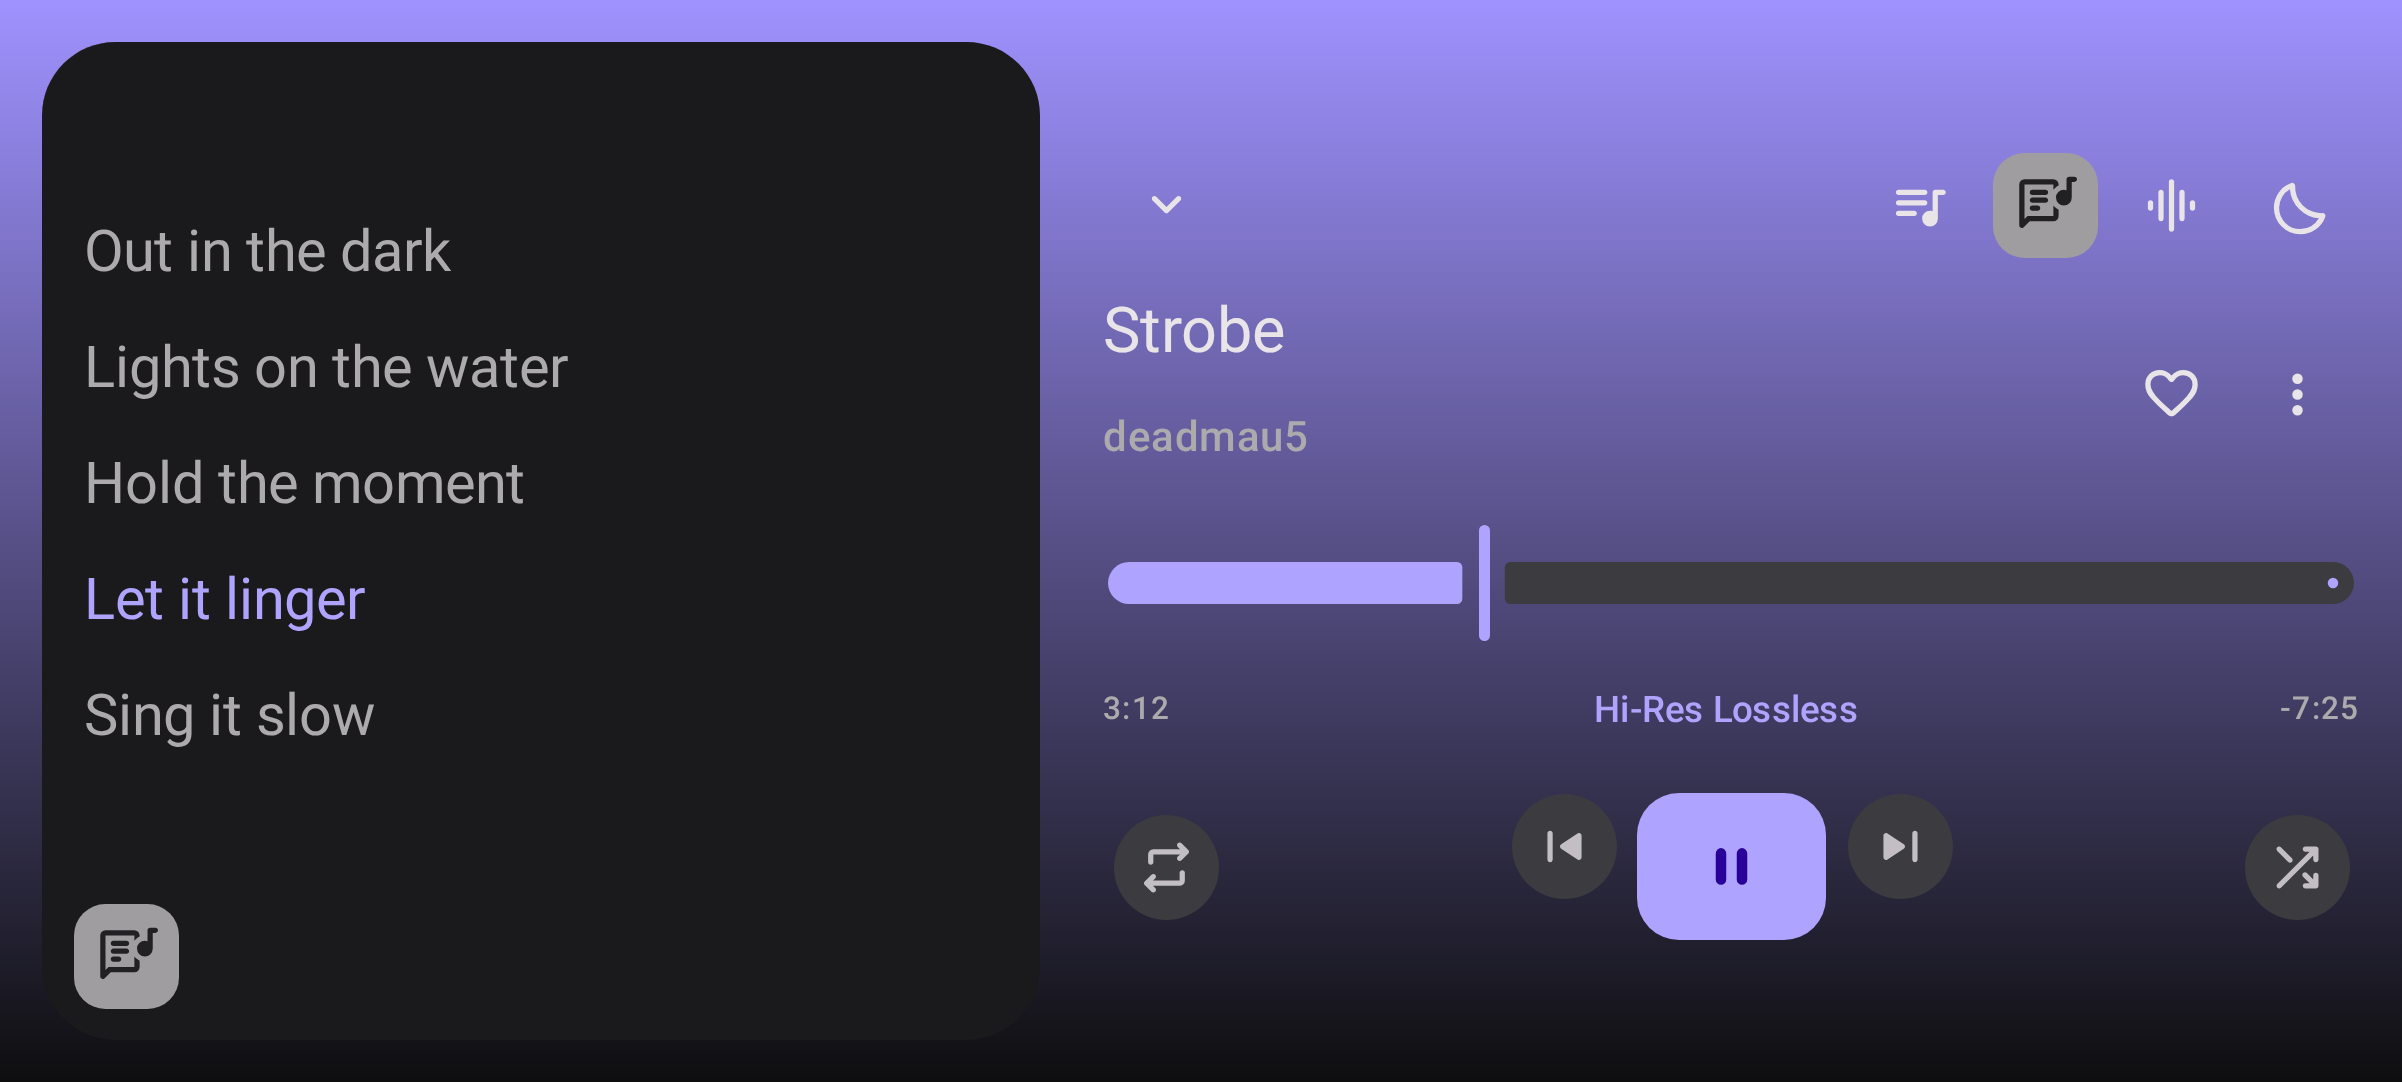 Out in the dark
Lights on the water
Hold the moment
Let it linger
Sing it slow
Strobe
deadmau5
3:12
Hi-Res Lossless
-7:25